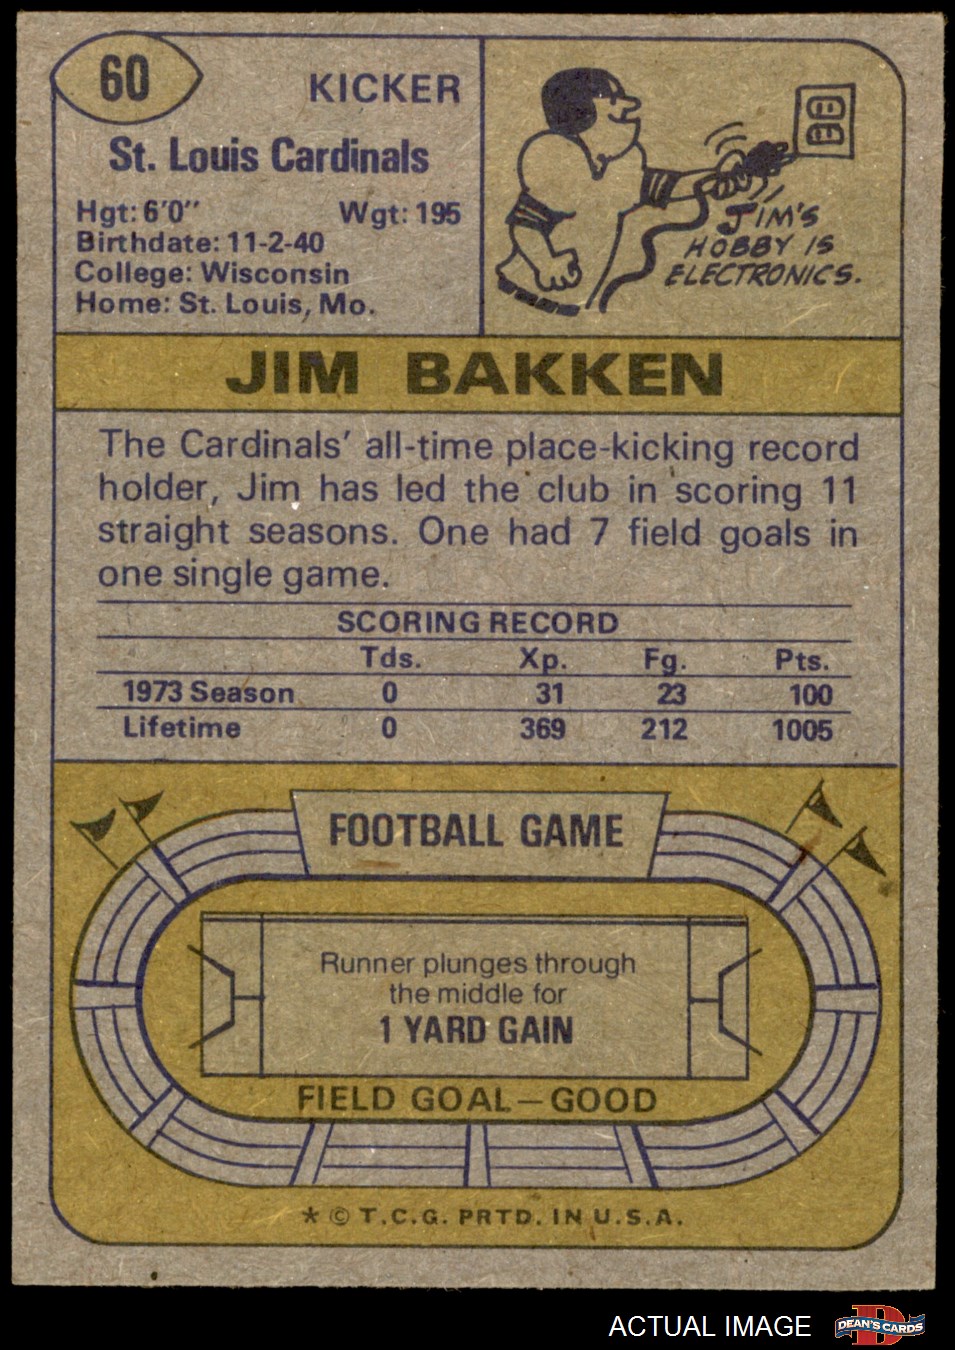 60
KICKER
St. Louis Cardinals
Hgt: 6'0" Wgt: 195
Birthdate: 11-2-40
College: Wisconsin
Home: St. Louis, Mo.
JIM'S
HOBBY IS
ELECTRONICS.
JIM BAKKEN
The Cardinals' all-time place-kicking record
holder, Jim has led the club in scoring 11
straight seasons. One had 7 field goals in
one single game.
SCORING RECORD
Tds. Xp. Fg. Pts.
1973 Season 0 31 23 100
Lifetime 0 369 212 1005
FOOTBALL GAME
Runner plunges through
the middle for
1 YARD GAIN
FIELD GOAL—GOOD
* © T.C.G. PRTD. IN U.S.A.
ACTUAL IMAGE
D
DEAN'S CARDS